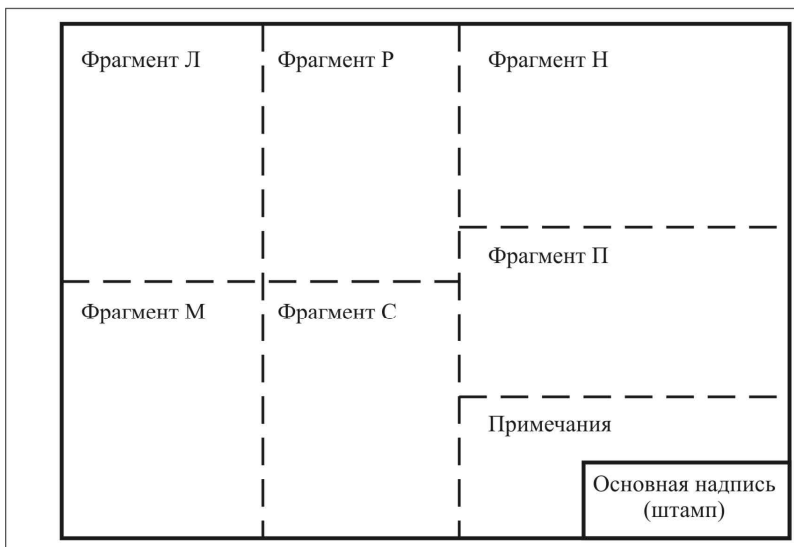 Фрагмент Л
Фрагмент Р
Фрагмент Н
Фрагмент П
Фрагмент М
Фрагмент С
Примечания
Основная надпись
(штамп)